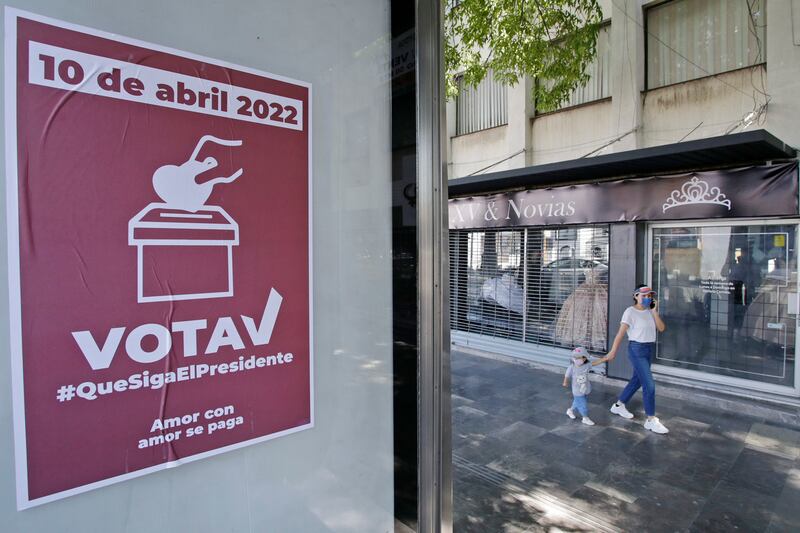 10 de abril 2022
VOTA
#QueSigaElPresidente
Amor con
amor se paga
XV & Novias